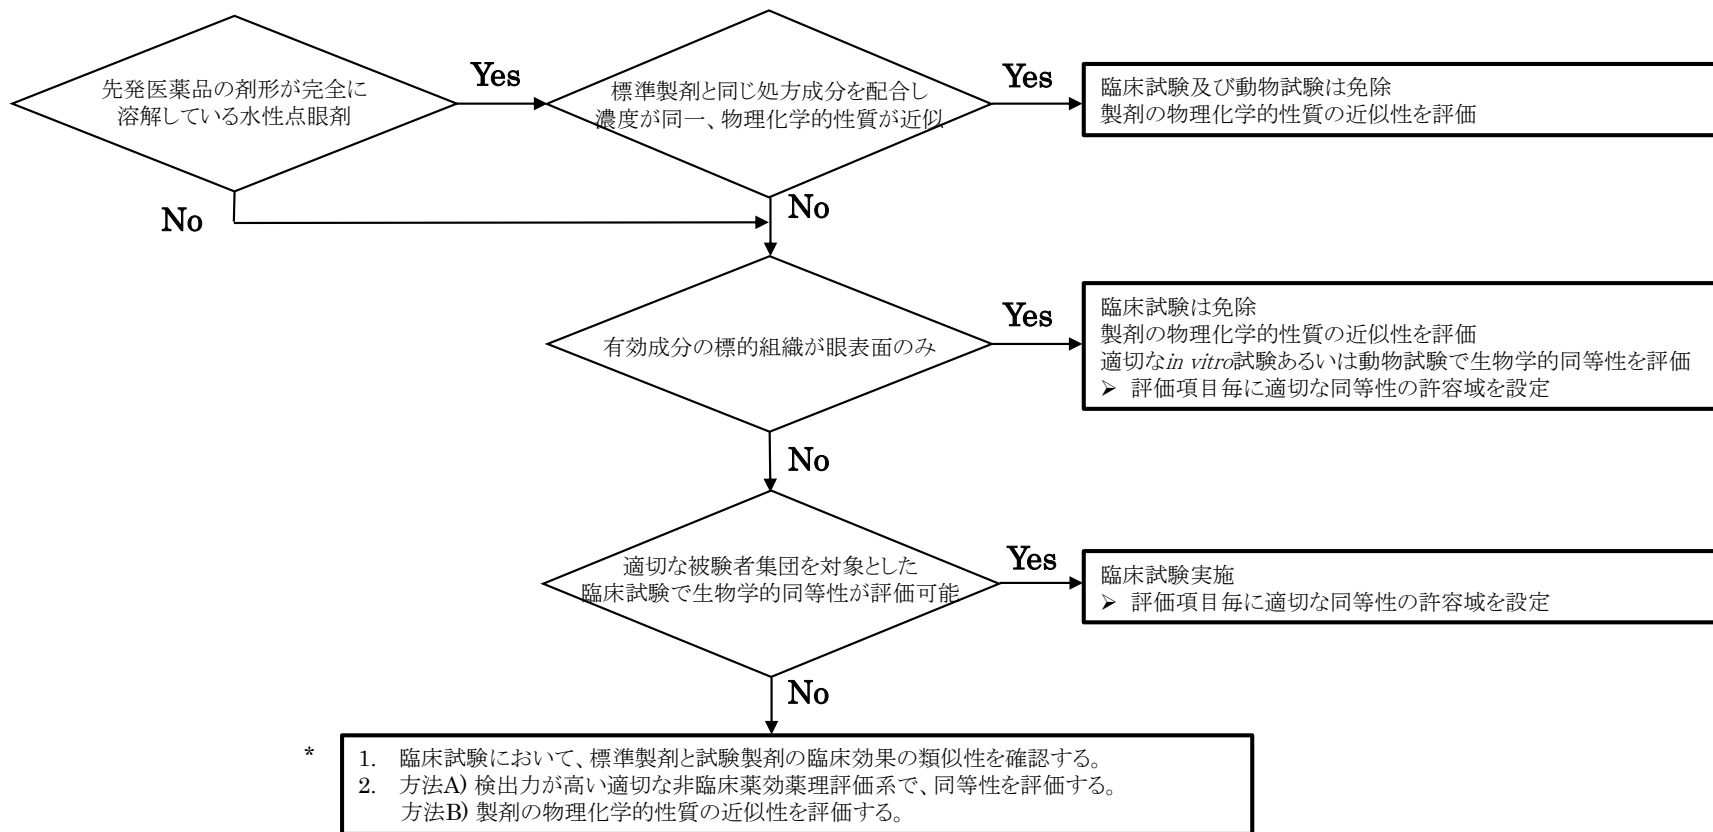 先発医薬品の剤形が完全に
溶解している水性点眼剤
Yes
標準製剤と同じ処方成分を配合し
濃度が同一、物理化学的性質が近似
Yes
臨床試験及び動物試験は免除
製剤の物理化学的性質の近似性を評価
No
No
有効成分の標的組織が眼表面のみ
Yes
臨床試験は免除
製剤の物理化学的性質の近似性を評価
適切なin vitro試験あるいは動物試験で生物学的同等性を評価
➢ 評価項目毎に適切な同等性の許容域を設定
No
適切な被験者集団を対象とした
臨床試験で生物学的同等性が評価可能
Yes
臨床試験実施
➢ 評価項目毎に適切な同等性の許容域を設定
No
*
1. 臨床試験において、標準製剤と試験製剤の臨床効果の類似性を確認する。
2. 方法A) 検出力が高い適切な非臨床薬効薬理評価系で、同等性を評価する。
方法B) 製剤の物理化学的性質の近似性を評価する。